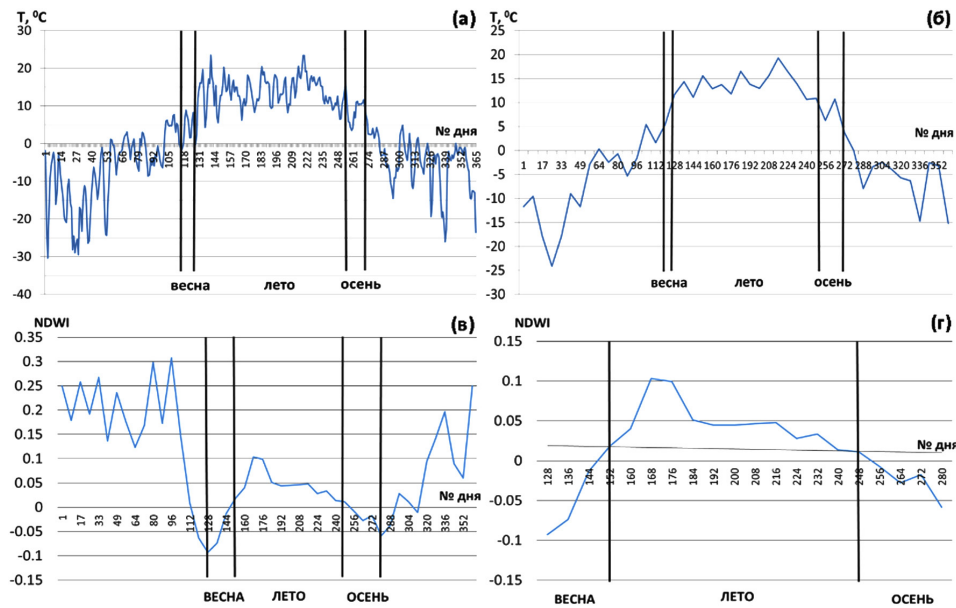 T, ⁰C
(а)
30
20
10
0
-10
-20
-30
-40
№ дня
1 14 27 40 53 66 79 92 105 118 131 144 157 170 183 196 209 222 235 248 261 274 287 300 313 326 339 352 365
весна лето осень
T, ⁰C
(б)
25
20
15
10
5
0
-5
-10
-15
-20
-25
-30
№ дня
1 17 33 49 64 80 96 112 128 144 160 176 192 208 224 240 256 272 288 304 320 336 352
весна лето осень
NDWI
(в)
0.35
0.3
0.25
0.2
0.15
0.1
0.05
0
-0.05
-0.1
-0.15
№ дня
1 17 33 49 64 80 96 112 128 144 160 176 192 208 224 240 256 272 288 304 320 336 352
ВЕСНА ЛЕТО ОСЕНЬ
NDWI
(г)
0.15
0.1
0.05
0
-0.05
-0.1
-0.15
№ дня
128 136 144 152 160 168 176 184 192 200 208 216 224 232 240 248 256 264 272 280
ВЕСНА ЛЕТО ОСЕНЬ